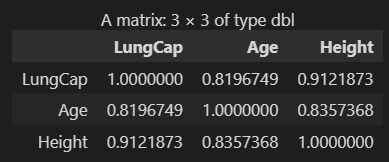 A matrix: 3 × 3 of type dbl
LungCap Age Height
LungCap 1.0000000 0.8196749 0.9121873
Age 0.8196749 1.0000000 0.8357368
Height 0.9121873 0.8357368 1.0000000